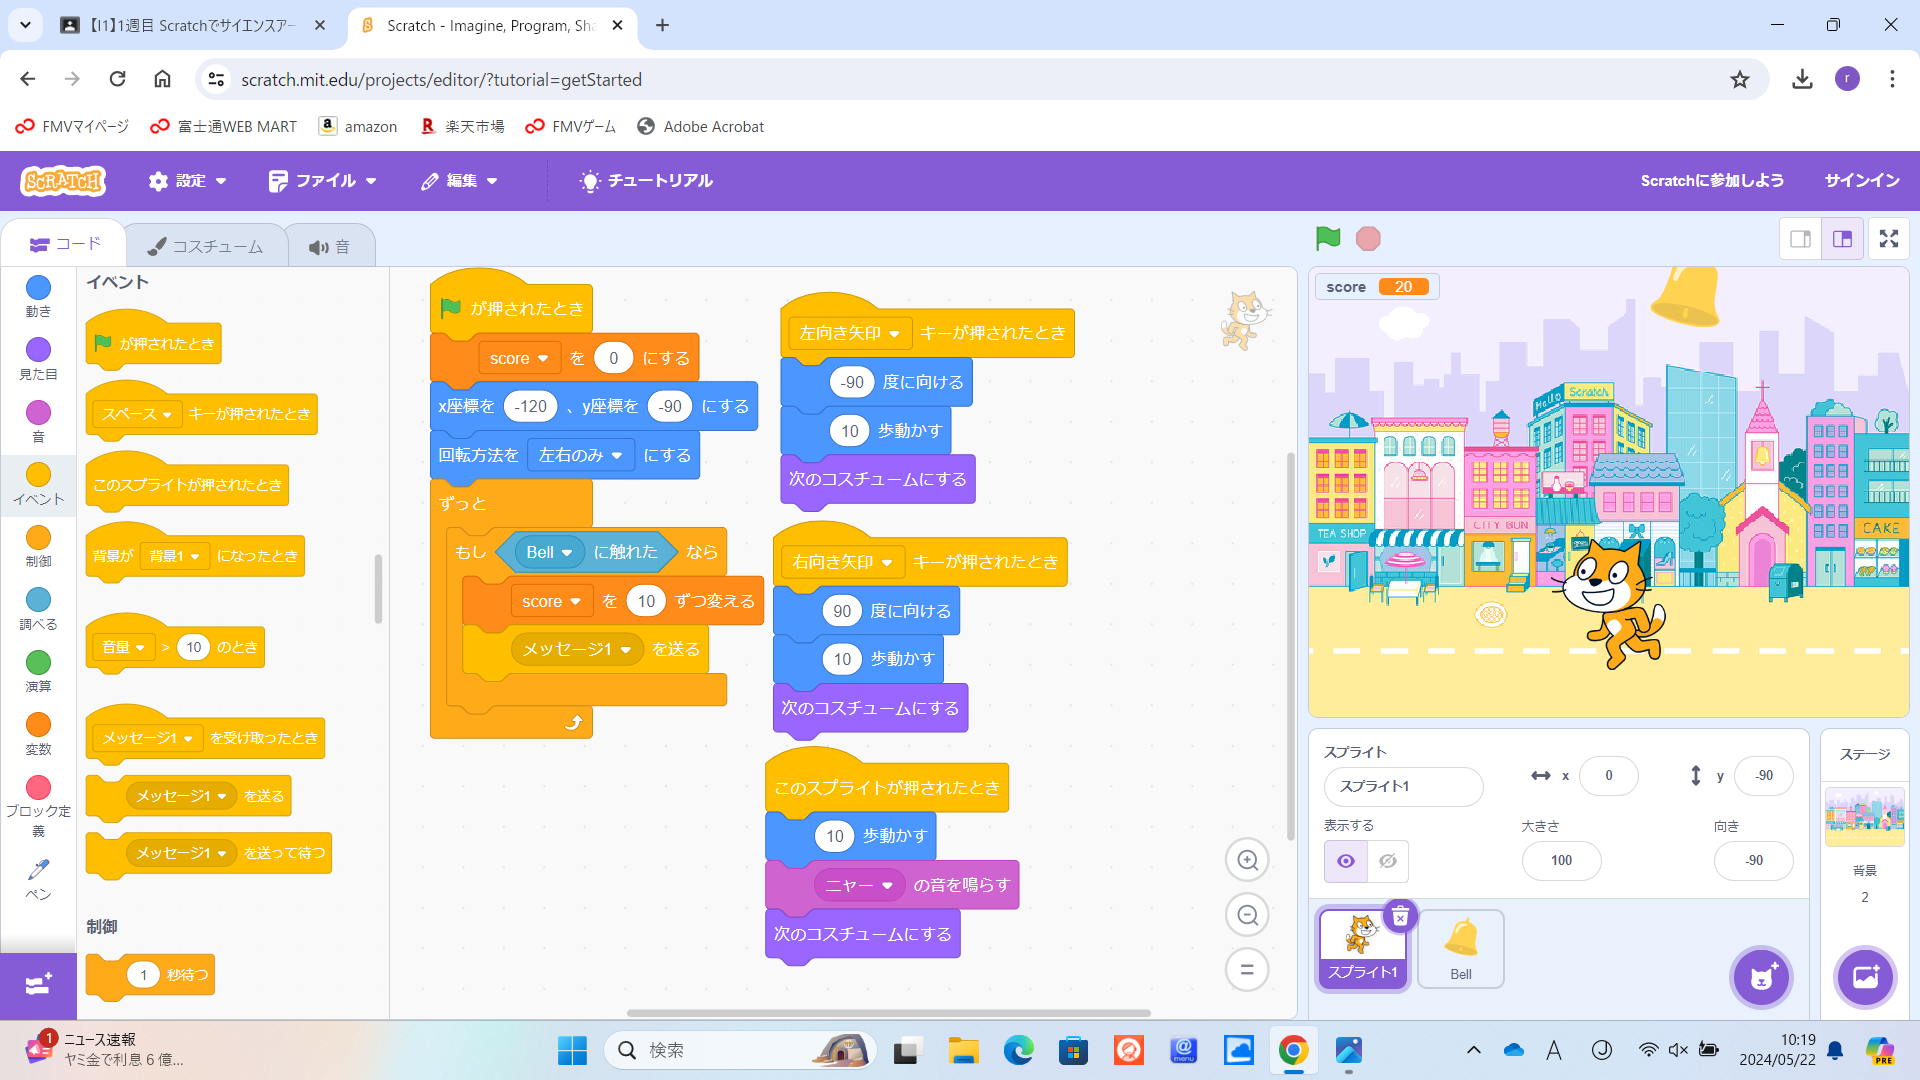 【I1】1週目 Scratchでサイエンスアー
Scratch - Imagine, Program, Sha
scratch.mit.edu/projects/editor/?tutorial=getStarted
r
FMVマイページ
富士通WEB MART
amazon
楽天市場
FMVゲーム
Adobe Acrobat
SCRATCH
設定
ファイル
編集
チュートリアル
Scratchに参加しよう
サインイン
コード
コスチューム
音
動き
見た目
音
イベント
制御
調べる
演算
変数
ブロック定
義
ペン
イベント
が押されたとき
スペース キーが押されたとき
このスプライトが押されたとき
背景が 背景1 になったとき
音量 > 10 のとき
メッセージ1 を受け取ったとき
メッセージ1 を送る
メッセージ1 を送って待つ
制御
1 秒待つ
が押されたとき
score を 0 にする
x座標を -120 、y座標を -90 にする
回転方法を 左右のみ にする
ずっと
もし Bell に触れた なら
score を 10 ずつ変える
メッセージ1 を送る
左向き矢印 キーが押されたとき
-90 度に向ける
10 歩動かす
次のコスチュームにする
右向き矢印 キーが押されたとき
90 度に向ける
10 歩動かす
次のコスチュームにする
このスプライトが押されたとき
10 歩動かす
ニャー の音を鳴らす
次のコスチュームにする
score 20
Hello
Scratch
TEA SHOP
CITY BUN
CAKE
スプライト
スプライト1
x 0
y -90
表示する
大きさ
100
向き
-90
スプライト1
Bell
ステージ
背景
2
1
ニュース速報
ヤミ金で利息６億...
検索
@
menu
A
J
10:19
2024/05/22
PRE